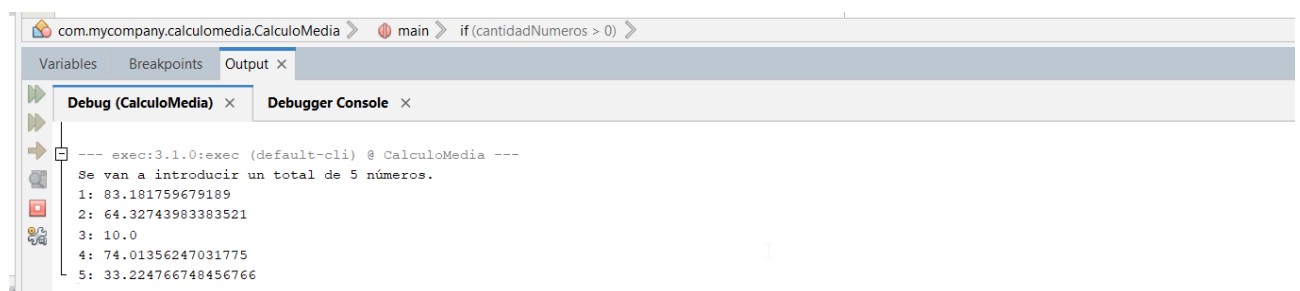 com.mycompany.calculomedia.CalculoMedia main if (cantidadNumeros > 0)
Variables Breakpoints Output ×
Debug (CalculoMedia) × Debugger Console ×
--- exec:3.1.0:exec (default-cli) @ CalculoMedia ---
Se van a introducir un total de 5 números.
1: 83.181759679189
2: 64.32743983383521
3: 10.0
4: 74.01356247031775
5: 33.224766748456766